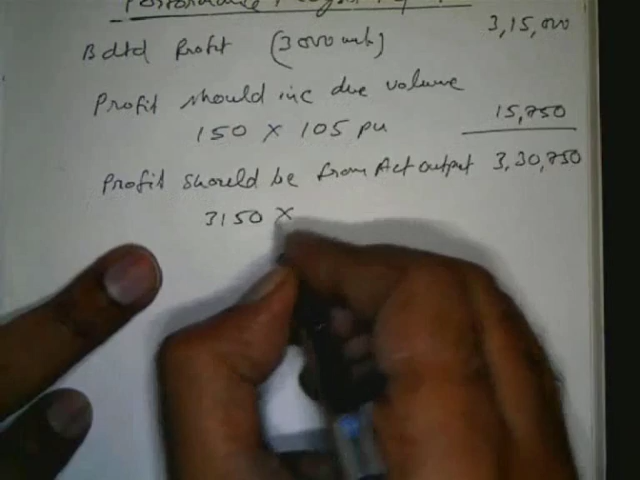 3,15,000
Bdtd Profit (3000 unts)
Profit should inc due volume
150 × 105 pu 15,750
Profit should be from Act output 3,30,750
3150 ×